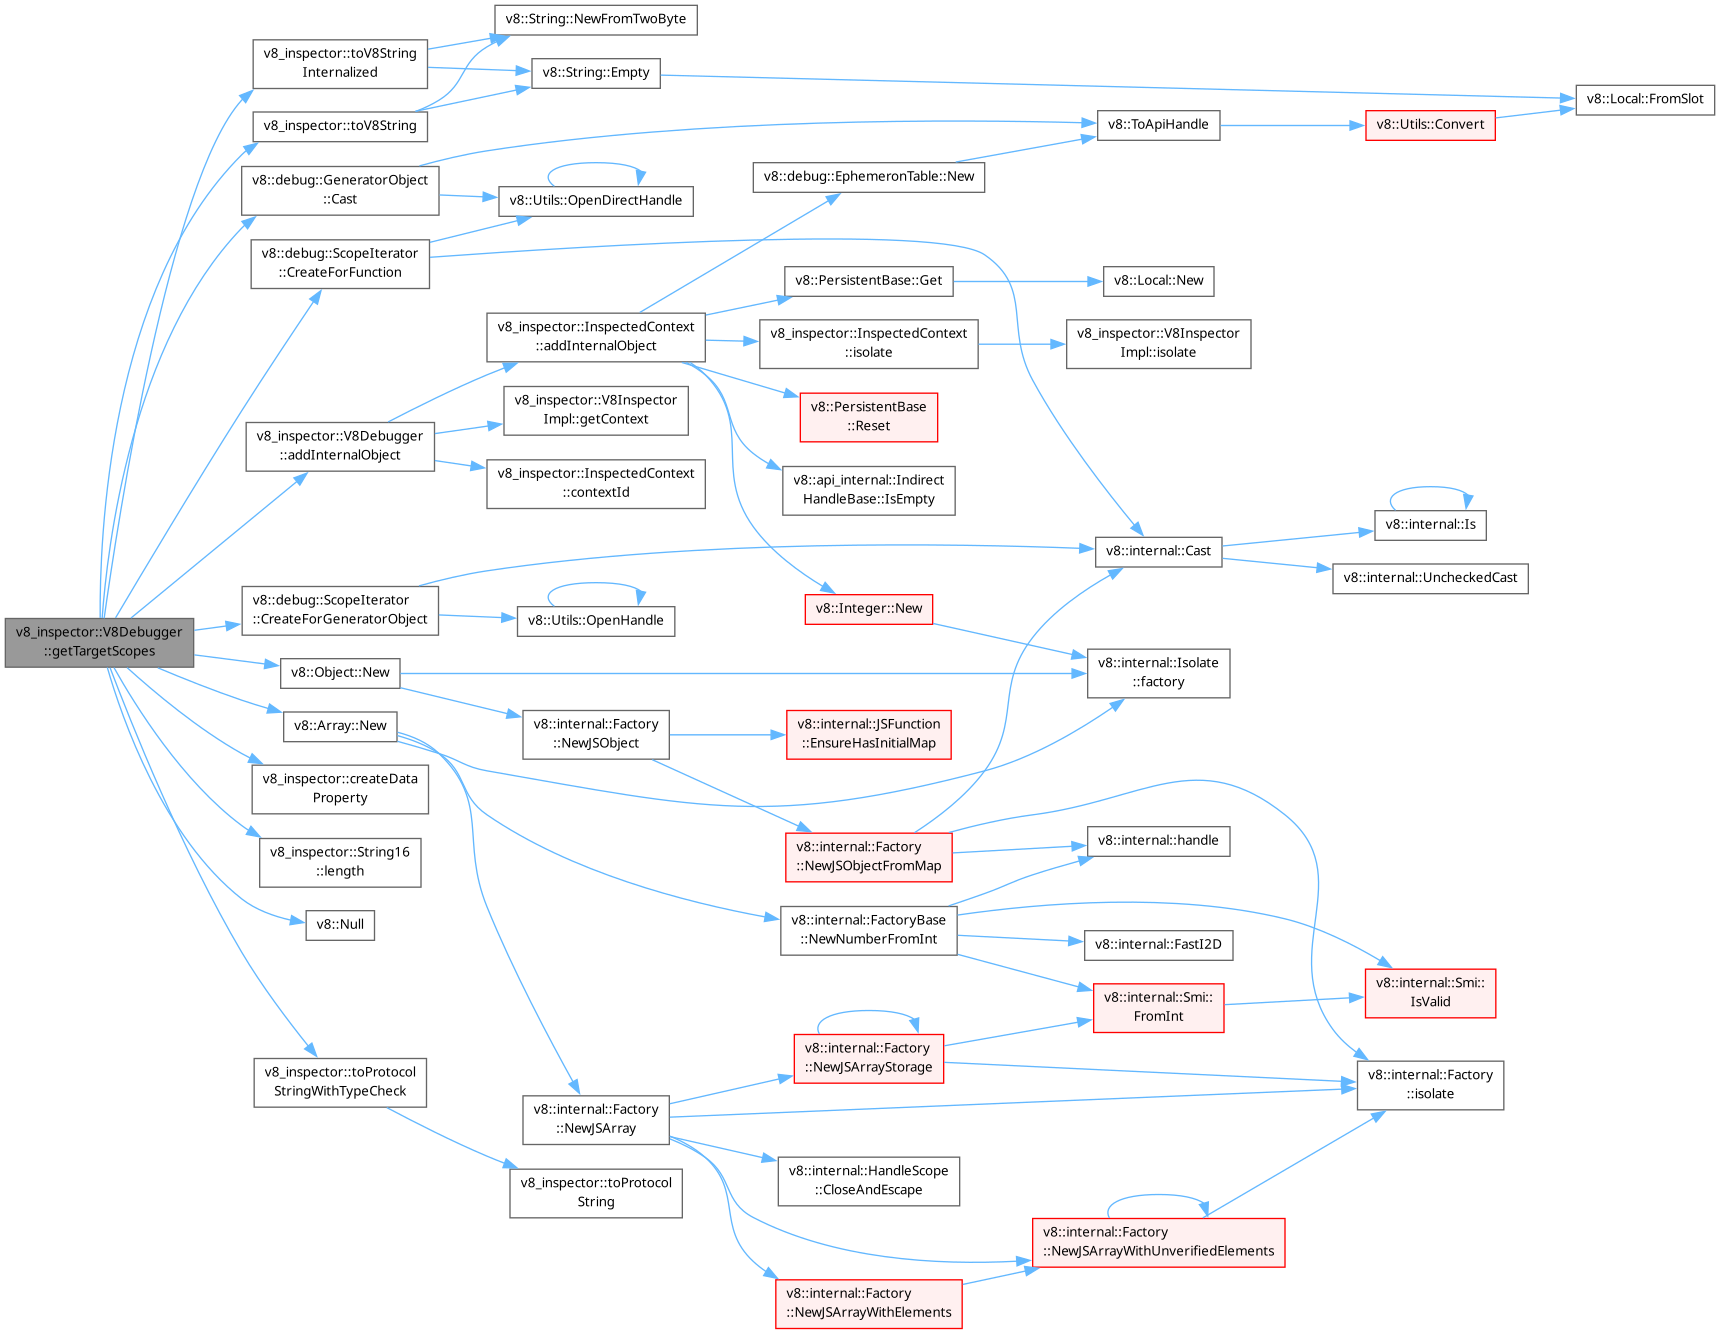 v8::String::NewFromTwoByte
v8_inspector::toV8String
Internalized
v8::String::Empty
v8::Local::FromSlot
v8_inspector::toV8String
v8::ToApiHandle
v8::Utils::Convert
v8::debug::GeneratorObject
::Cast
v8::debug::EphemeronTable::New
v8::Utils::OpenDirectHandle
v8::debug::ScopeIterator
::CreateForFunction
v8::PersistentBase::Get
v8::Local::New
v8_inspector::InspectedContext
::addInternalObject
v8_inspector::InspectedContext
::isolate
v8_inspector::V8Inspector
Impl::isolate
v8_inspector::V8Inspector
Impl::getContext
v8::PersistentBase
::Reset
v8_inspector::V8Debugger
::addInternalObject
v8_inspector::InspectedContext
::contextId
v8::api_internal::Indirect
HandleBase::IsEmpty
v8::internal::Is
v8::internal::Cast
v8::internal::UncheckedCast
v8::debug::ScopeIterator
::CreateForGeneratorObject
v8::Utils::OpenHandle
v8::Integer::New
v8_inspector::V8Debugger
::getTargetScopes
v8::Object::New
v8::internal::Isolate
::factory
v8::Array::New
v8::internal::Factory
::NewJSObject
v8::internal::JSFunction
::EnsureHasInitialMap
v8_inspector::createData
Property
v8_inspector::String16
::length
v8::internal::Factory
::NewJSObjectFromMap
v8::internal::handle
v8::Null
v8::internal::FactoryBase
::NewNumberFromInt
v8::internal::FastI2D
v8::internal::Smi::
IsValid
v8::internal::Smi::
FromInt
v8::internal::Factory
::NewJSArrayStorage
v8_inspector::toProtocol
StringWithTypeCheck
v8::internal::Factory
::isolate
v8::internal::Factory
::NewJSArray
v8::internal::HandleScope
::CloseAndEscape
v8_inspector::toProtocol
String
v8::internal::Factory
::NewJSArrayWithUnverifiedElements
v8::internal::Factory
::NewJSArrayWithElements